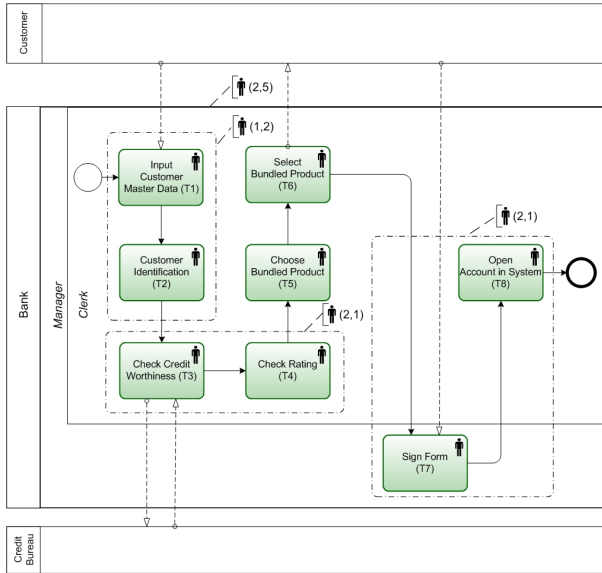 Customer
(2,5)
(1,2)
Input
Customer
Master Data (T1)
Select
Bundled Product
(T6)
(2,1)
Customer
Identification
(T2)
Choose
Bundled Product
(T5)
Open
Account in System
(T8)
Bank
Manager
Clerk
(2,1)
Check Credit
Worthiness (T3)
Check Rating
(T4)
Sign Form
(T7)
Credit
Bureau